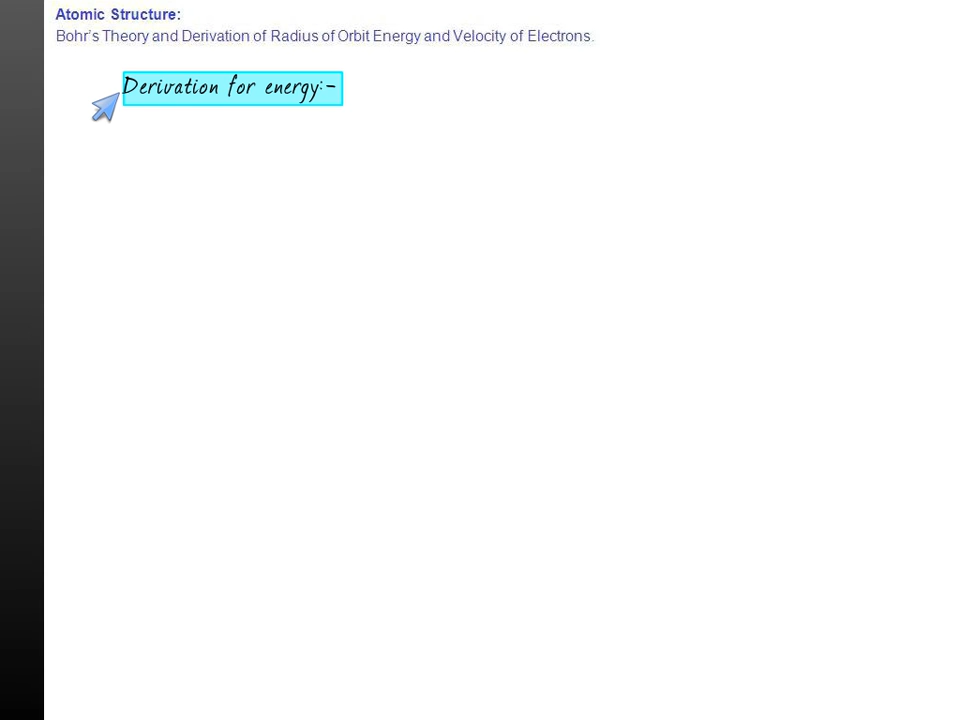 Atomic Structure:
Bohr’s Theory and Derivation of Radius of Orbit Energy and Velocity of Electrons.
Derivation for energy:-